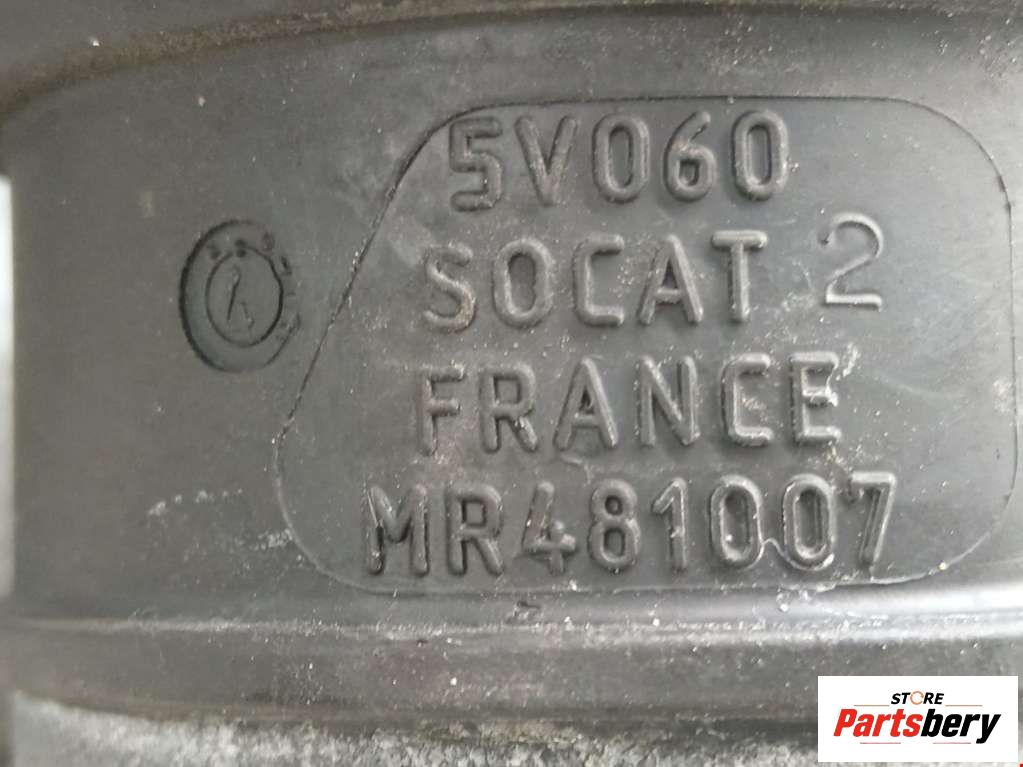 5V060
SOCAT 2
FRANCE
MR481007
STORE
Partsbery